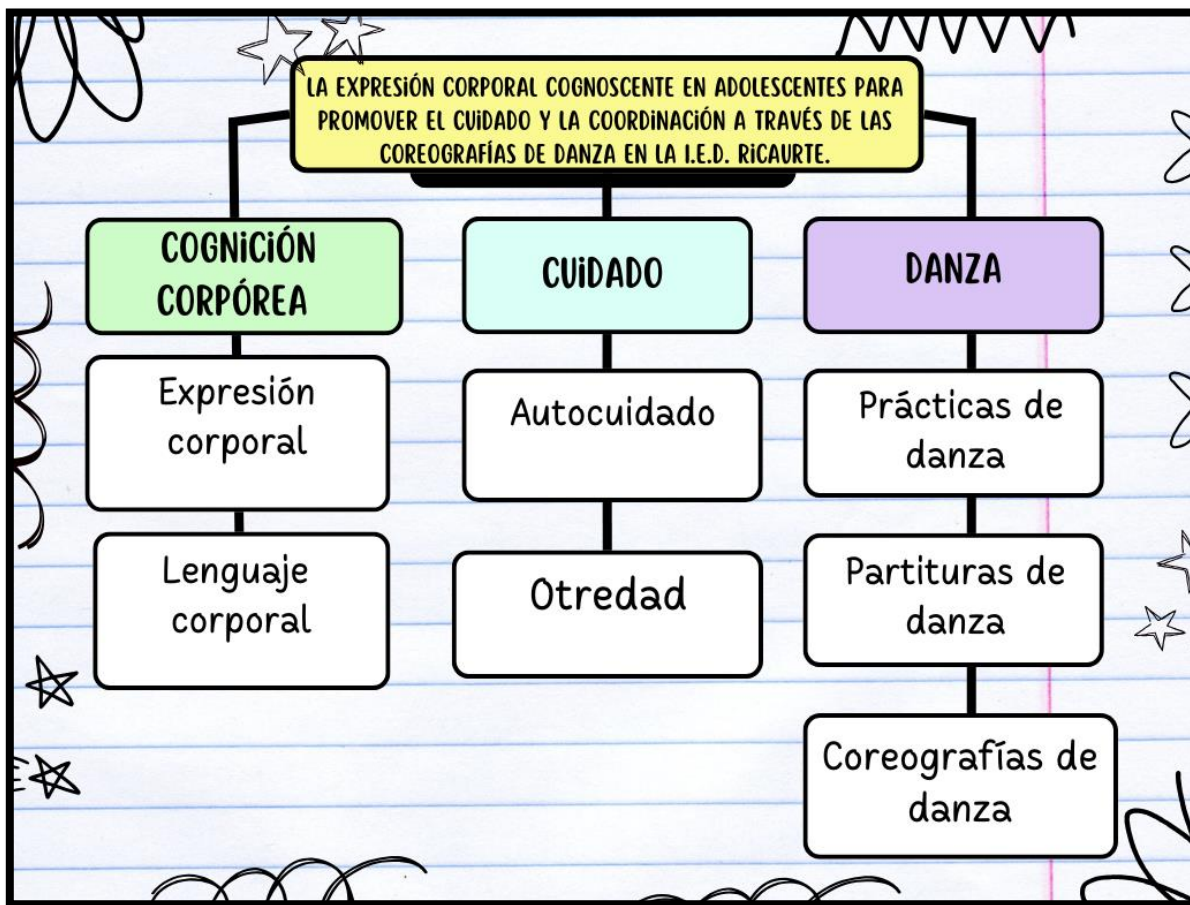 LA EXPRESIÓN CORPORAL COGNOSCENTE EN ADOLESCENTES PARA
PROMOVER EL CUIDADO Y LA COORDINACIÓN A TRAVÉS DE LAS
COREOGRAFÍAS DE DANZA EN LA I.E.D. RICAURTE.
COGNICIÓN
CORPÓREA
Expresión
corporal
Lenguaje
corporal
CUIDADO
Autocuidado
Otredad
DANZA
Prácticas de
danza
Partituras de
danza
Coreografías de
danza